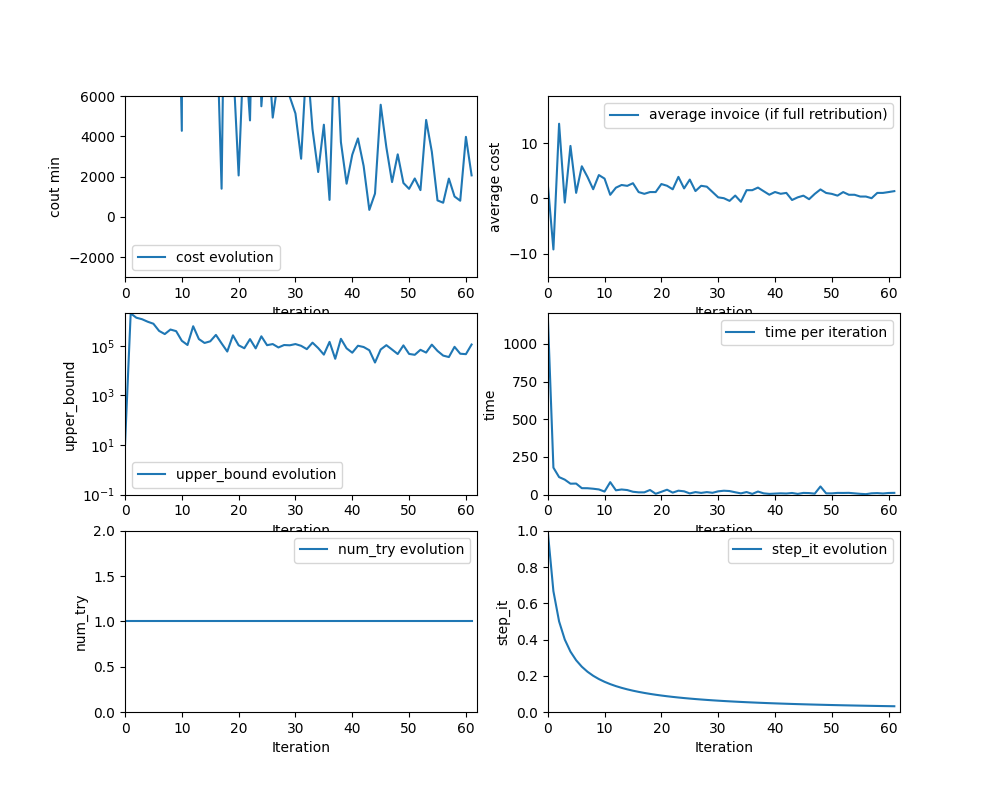 6000
4000
2000
0
−2000
cout min
cost evolution
0 10 20 30 40 50 60
Iteration
10
0
−10
average cost
average invoice (if full retribution)
0 10 20 30 40 50 60
Iteration
10^5
10^3
10^1
10^−1
upper_bound
upper_bound evolution
0 10 20 30 40 50 60
Iteration
1000
750
500
250
0
time
time per iteration
0 10 20 30 40 50 60
Iteration
2.0
1.5
1.0
0.5
0.0
num_try
num_try evolution
0 10 20 30 40 50 60
Iteration
1.0
0.8
0.6
0.4
0.2
0.0
step_it
step_it evolution
0 10 20 30 40 50 60
Iteration